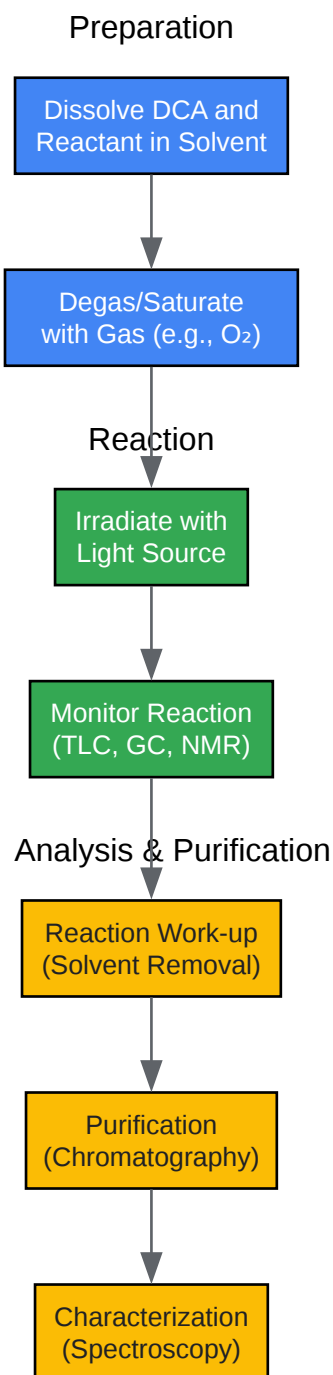 Preparation
Dissolve DCA and
Reactant in Solvent
Degas/Saturate
with Gas (e.g., O₂)
Reaction
Irradiate with
Light Source
Monitor Reaction
(TLC, GC, NMR)
Analysis & Purification
Reaction Work-up
(Solvent Removal)
Purification
(Chromatography)
Characterization
(Spectroscopy)